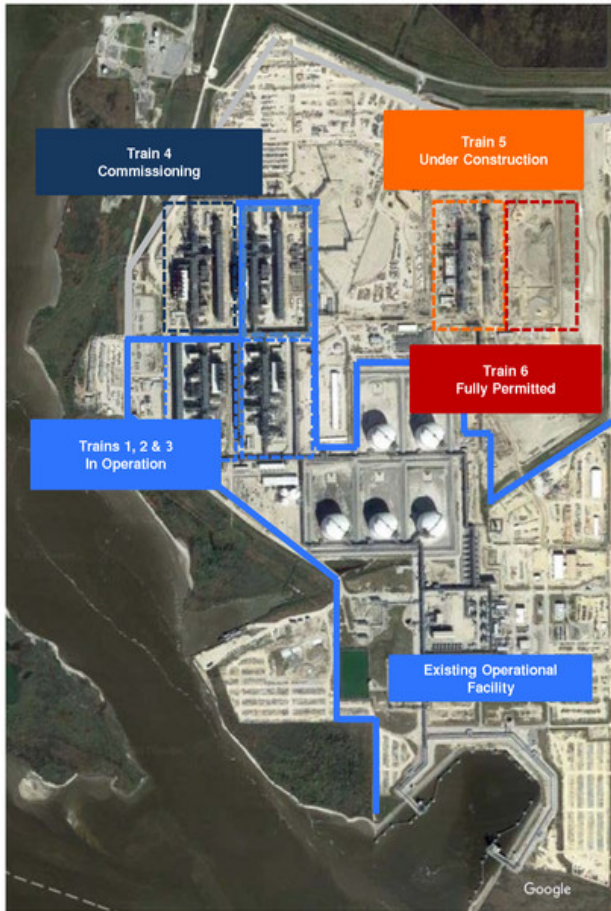 Train 4
Commissioning
Train 5
Under Construction
Train 6
Fully Permitted
Trains 1, 2 & 3
In Operation
Existing Operational
Facility
Google